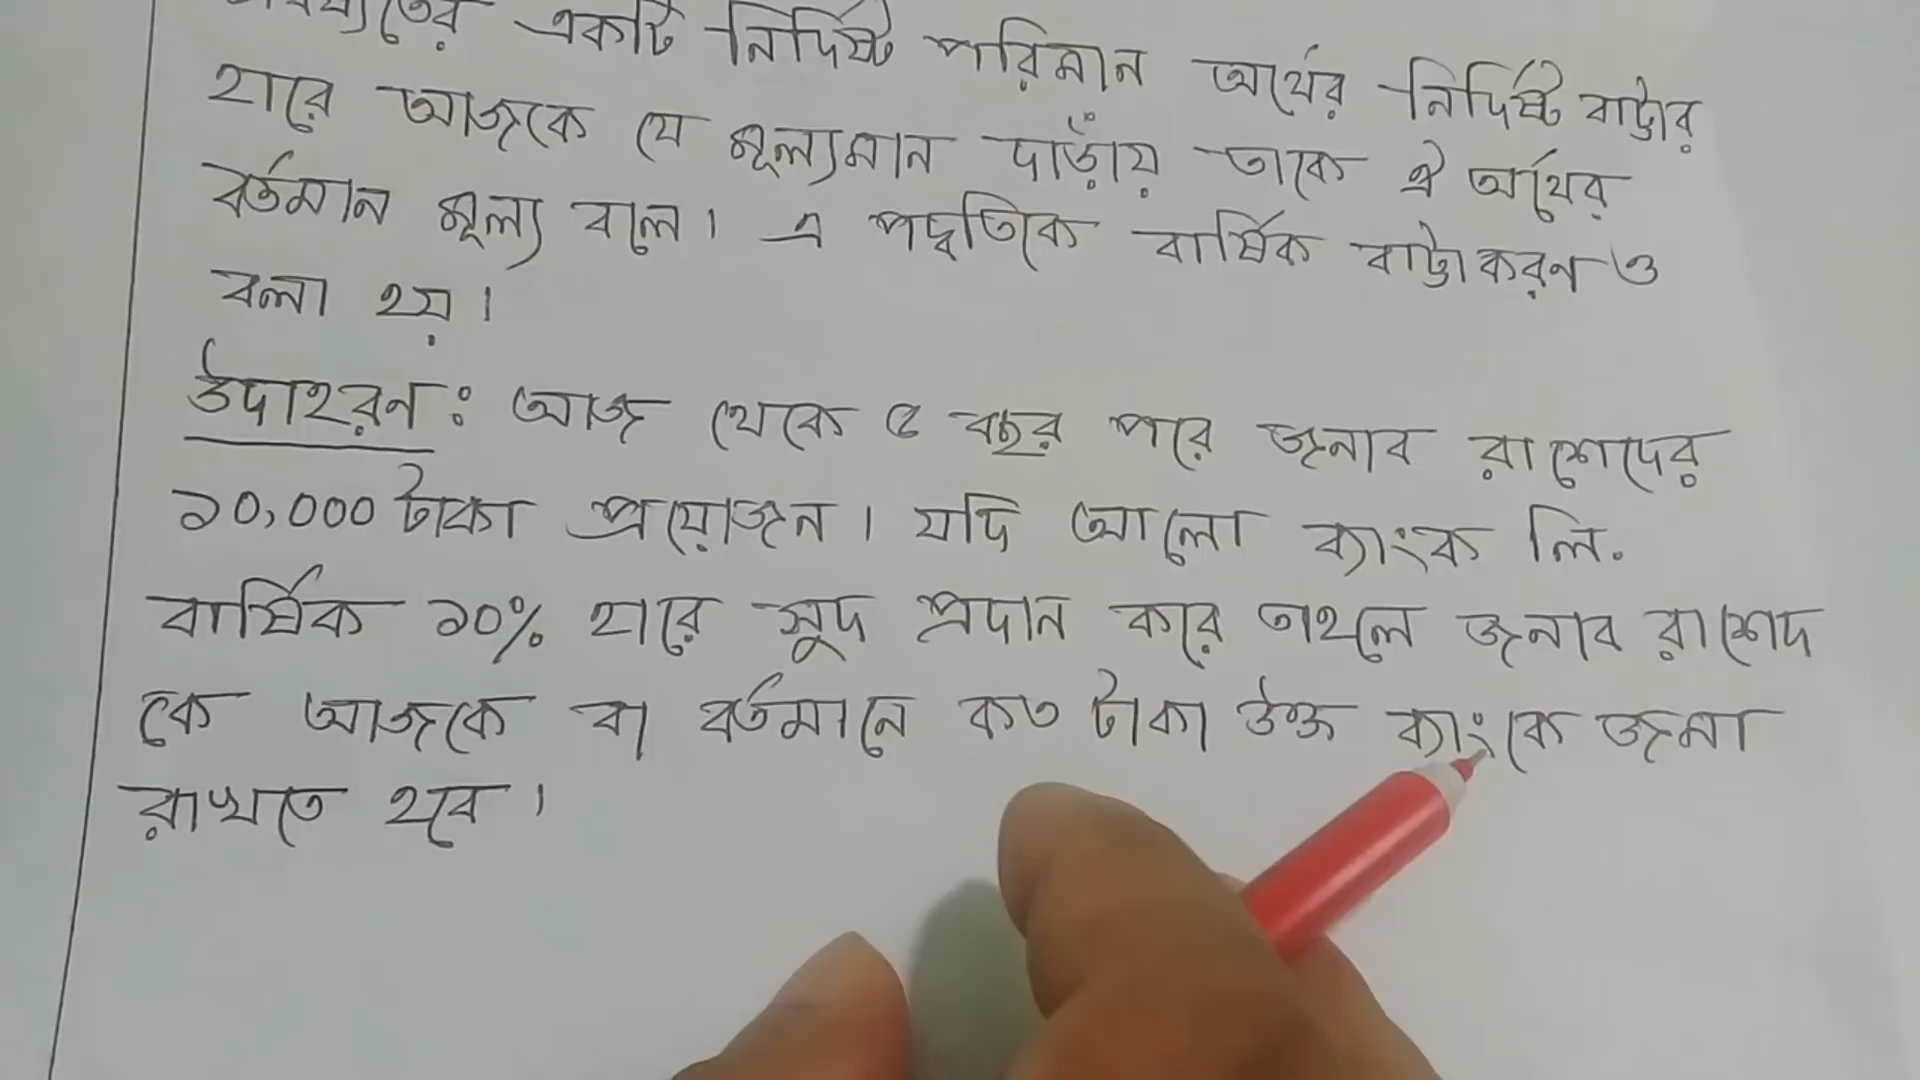 একটি নির্দিষ্ট পরিমান অর্থের নির্দিষ্ট বাট্টার
হারে আজকে যে মূল্যমান দাঁড়ায় তাকে ঐ অর্থের
বর্তমান মূল্য বলে। এ পদ্ধতিকে বার্ষিক বাট্টাকরণ ও
বলা হয়।
উদাহরন: আজ থেকে ৫ বছর পরে জনাব রাশেদের
১০,০০০ টাকা প্রয়োজন। যদি আলো ব্যাংক লি.
বার্ষিক ১০% হারে সুদ প্রদান করে তাহলে জনাব রাশেদ
কে আজকে বা বর্তমানে কত টাকা উক্ত ব্যাংকে জমা
রাখতে হবে।